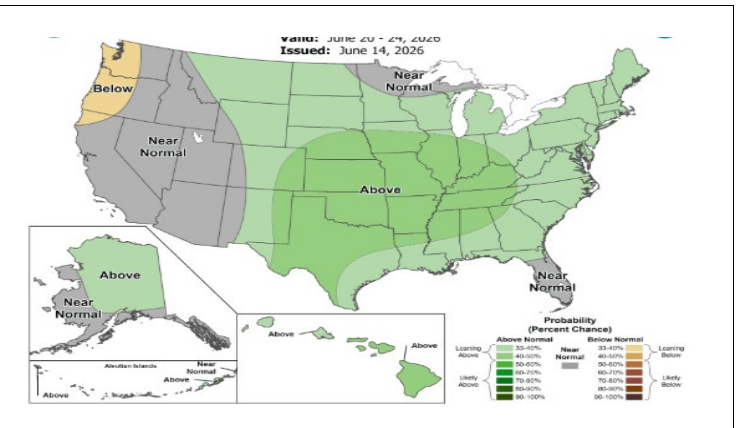 Valid: June 20 - 24, 2026
Issued: June 14, 2026
Near
Normal
Below
Near
Normal
Above
Above
Near
Normal
Near
Normal
Above
Above
Aleutian Islands
Near
Normal
Above
Above
Probability
(Percent Chance)
Above Normal
Near
Normal
Below Normal
Leaning
Above
Likely
Above
33-40%
40-50%
50-60%
60-70%
70-80%
80-90%
90-100%
33-40%
40-50%
50-60%
60-70%
70-80%
80-90%
90-100%
Leaning
Below
Likely
Below